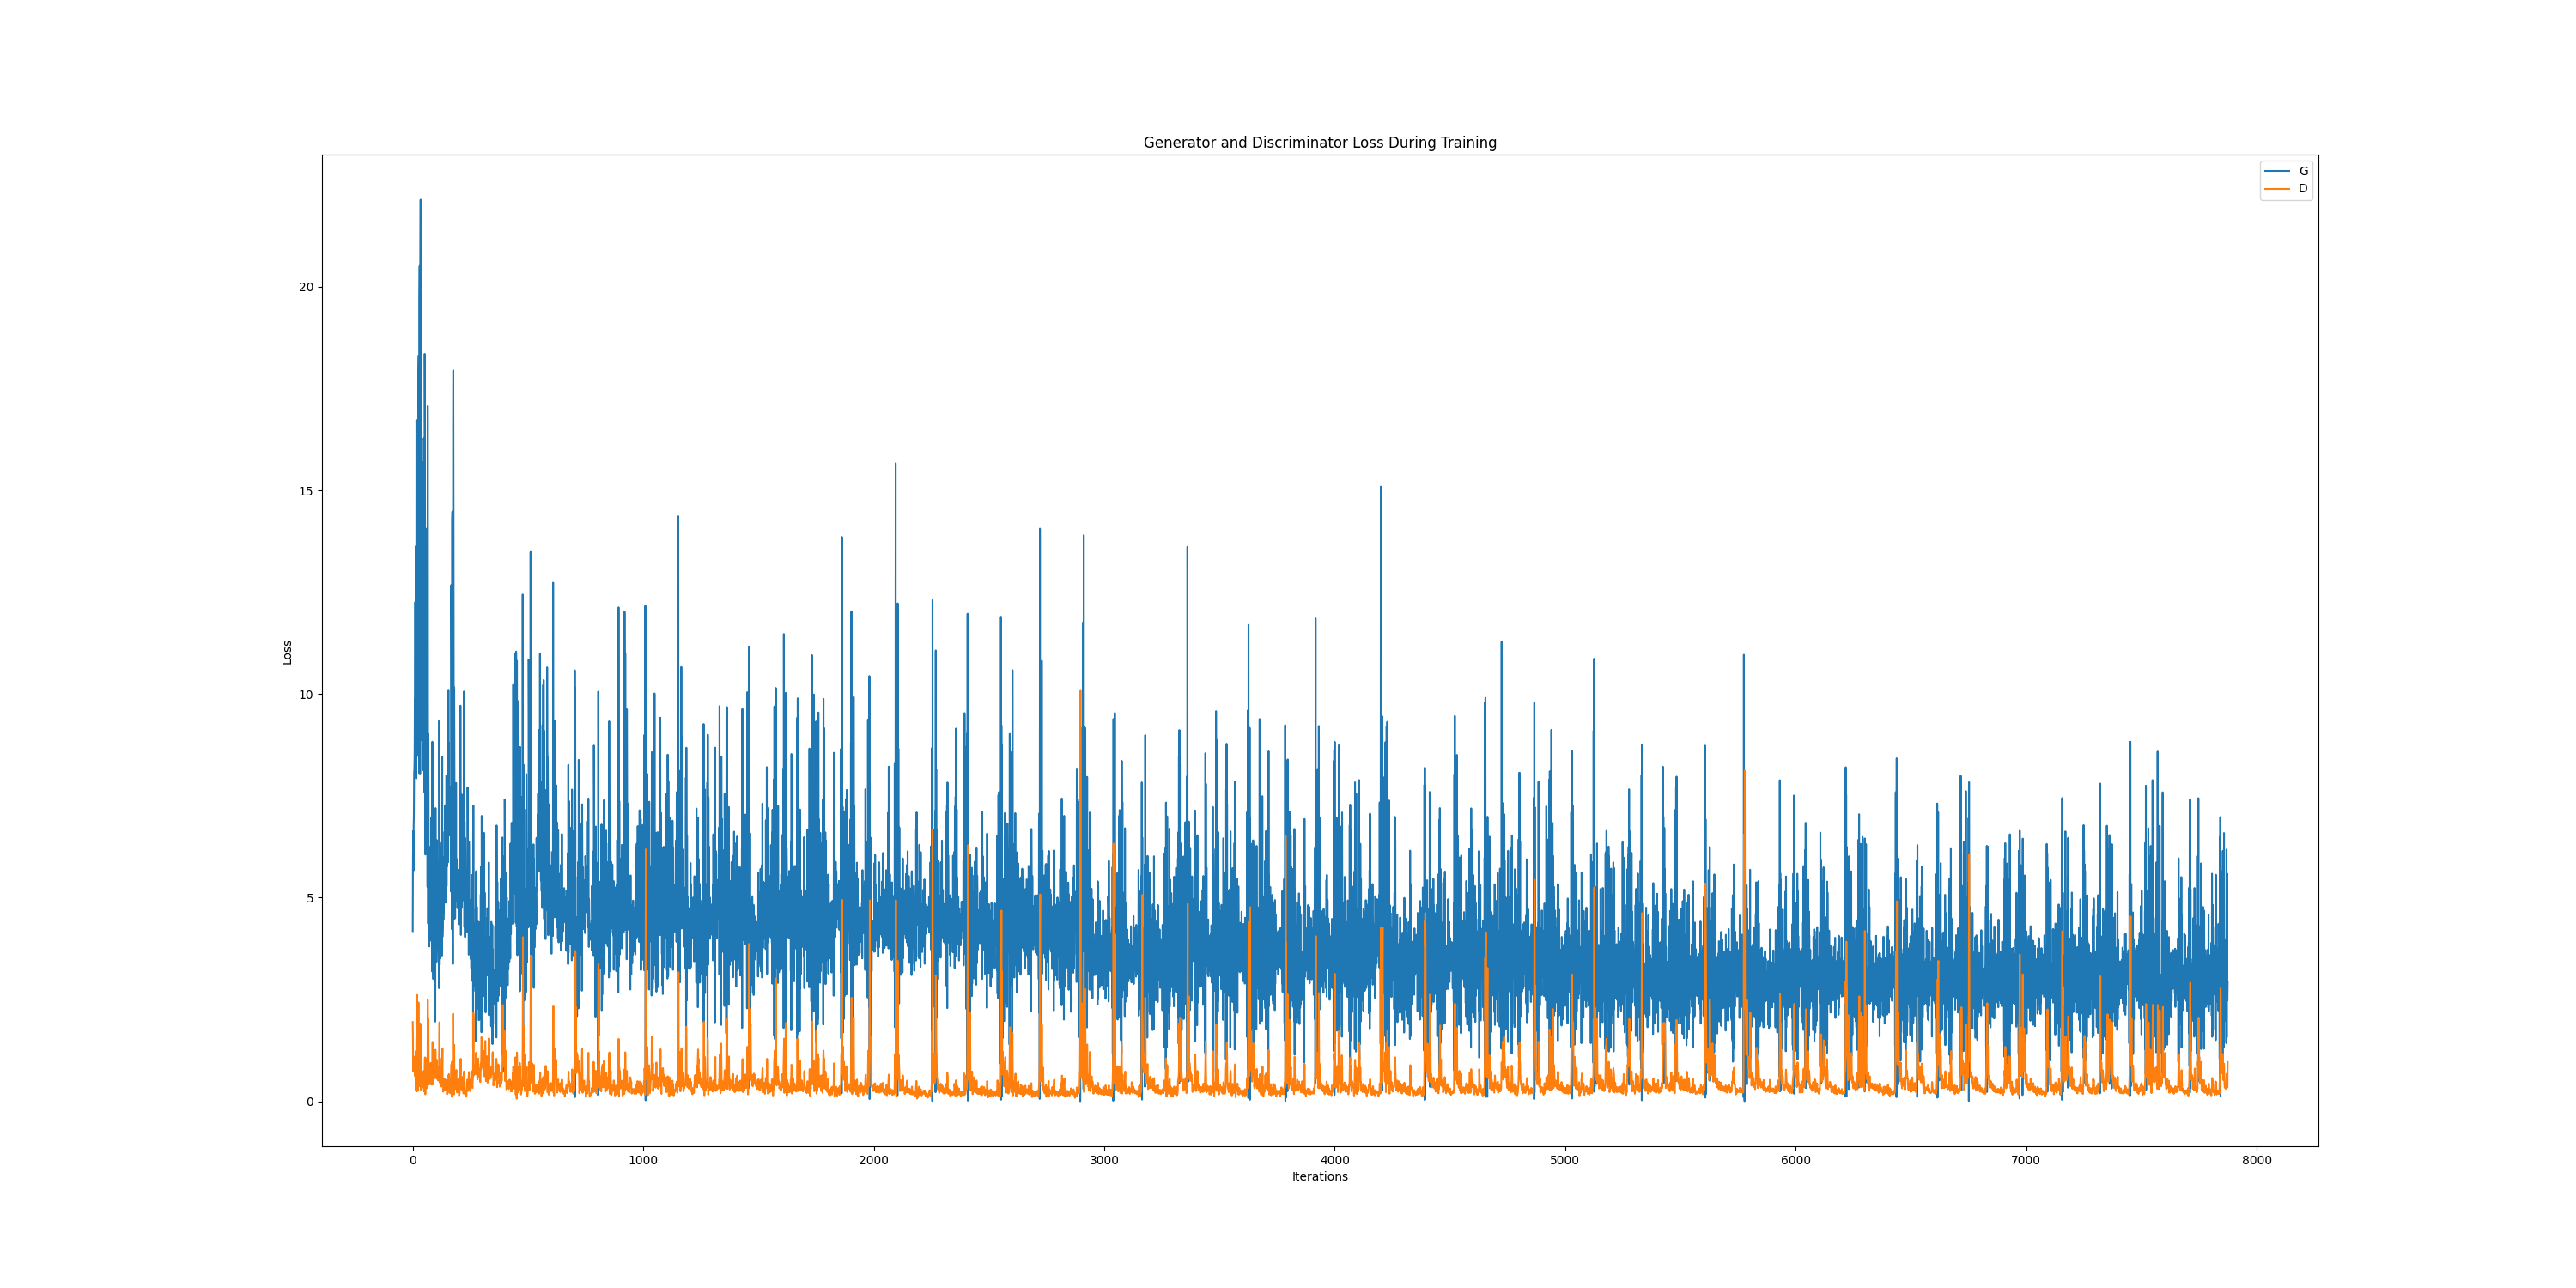 Generator and Discriminator Loss During Training
G
D
20
15
10
5
0
Loss
0 1000 2000 3000 4000 5000 6000 7000 8000
Iterations